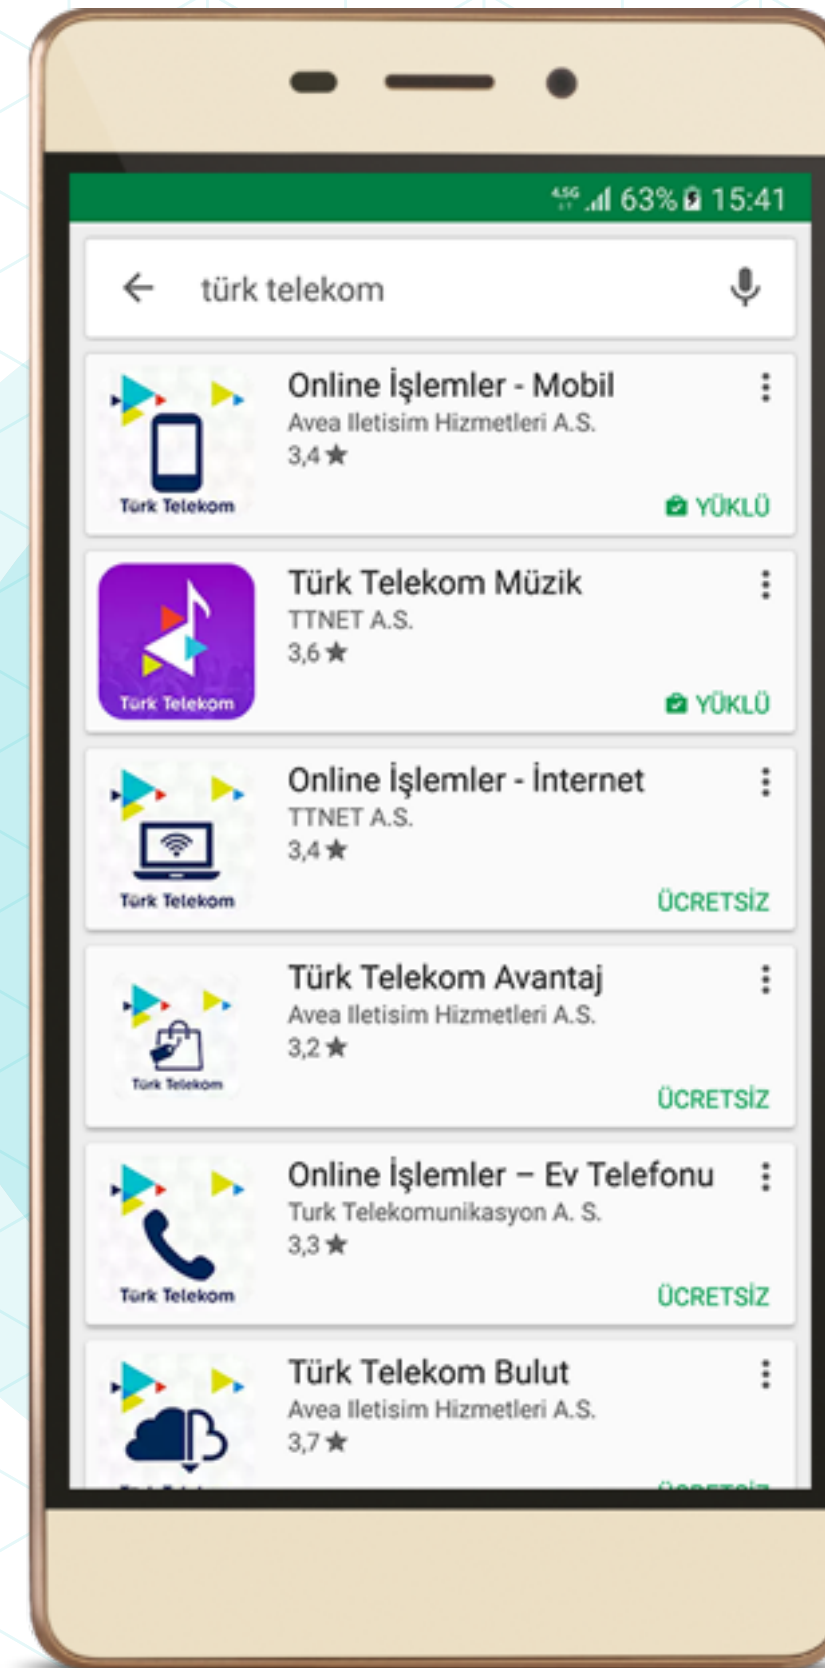 4.5G 63% 15:41
türk telekom
Online İşlemler - Mobil
Avea Iletisim Hizmetleri A.S.
3,4★
Türk Telekom
YÜKLÜ
Türk Telekom Müzik
TTNET A.S.
3,6★
Türk Telekom
YÜKLÜ
Online İşlemler - İnternet
TTNET A.S.
3,4★
Türk Telekom
ÜCRETSİZ
Türk Telekom Avantaj
Avea Iletisim Hizmetleri A.S.
3,2★
Türk Telekom
ÜCRETSİZ
Online İşlemler – Ev Telefonu
Turk Telekomunikasyon A. S.
3,3★
Türk Telekom
ÜCRETSİZ
Türk Telekom Bulut
Avea Iletisim Hizmetleri A.S.
3,7★